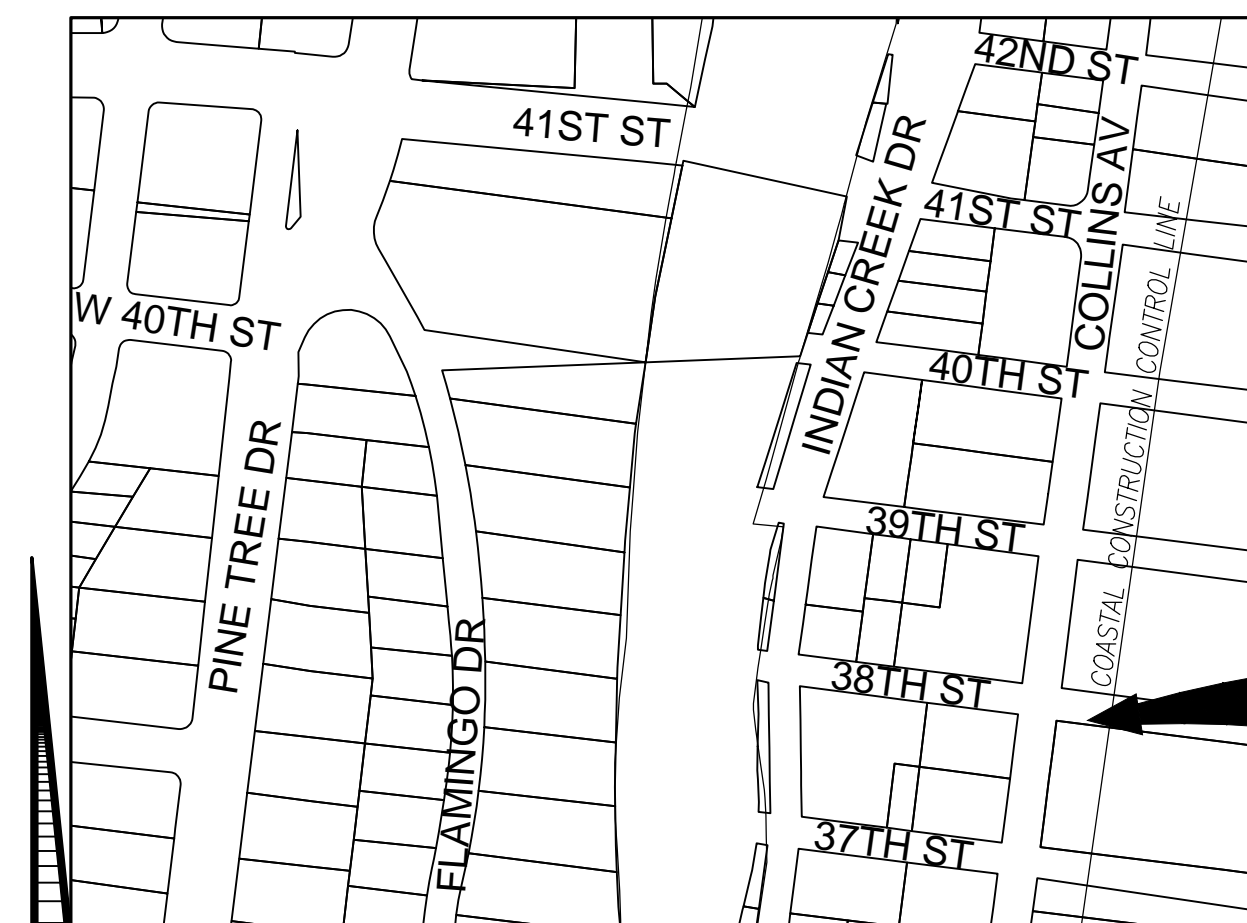 42ND ST
41ST ST
COLLINS AV
INDIAN CREEK DR
41ST ST
COASTAL CONSTRUCTION CONTROL LINE
W 40TH ST
40TH ST
PINE TREE DR
39TH ST
FLAMINGO DR
38TH ST
37TH ST